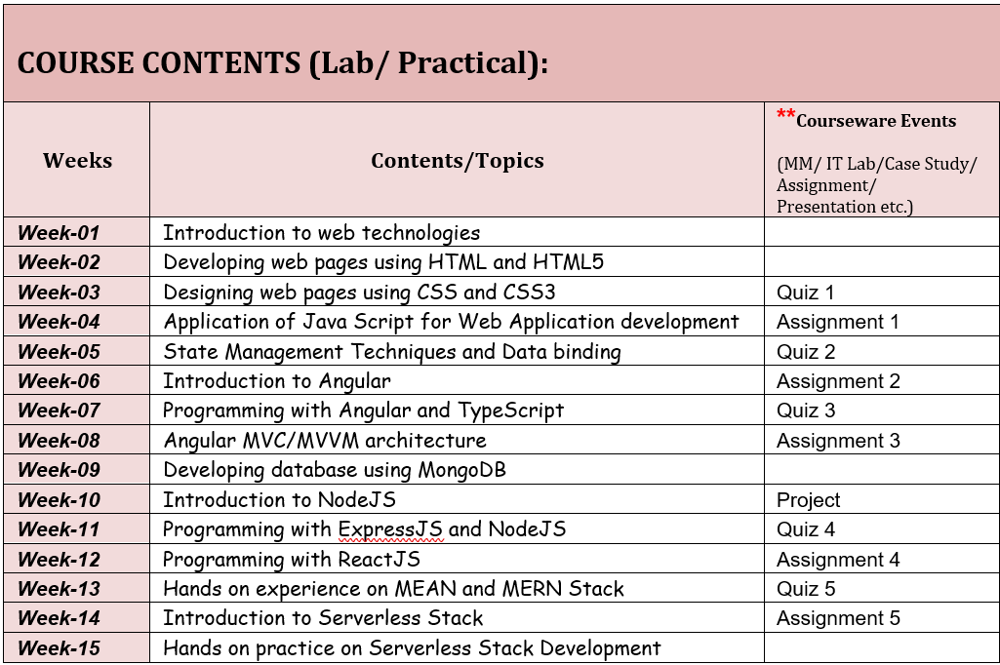 COURSE CONTENTS (Lab/ Practical):
Weeks
Contents/Topics
**Courseware Events
(MM/ IT Lab/Case Study/
Assignment/
Presentation etc.)
Week-01 Introduction to web technologies
Week-02 Developing web pages using HTML and HTML5
Week-03 Designing web pages using CSS and CSS3 Quiz 1
Week-04 Application of Java Script for Web Application development Assignment 1
Week-05 State Management Techniques and Data binding Quiz 2
Week-06 Introduction to Angular Assignment 2
Week-07 Programming with Angular and TypeScript Quiz 3
Week-08 Angular MVC/MVVM architecture Assignment 3
Week-09 Developing database using MongoDB
Week-10 Introduction to NodeJS Project
Week-11 Programming with ExpressJS and NodeJS Quiz 4
Week-12 Programming with ReactJS Assignment 4
Week-13 Hands on experience on MEAN and MERN Stack Quiz 5
Week-14 Introduction to Serverless Stack Assignment 5
Week-15 Hands on practice on Serverless Stack Development